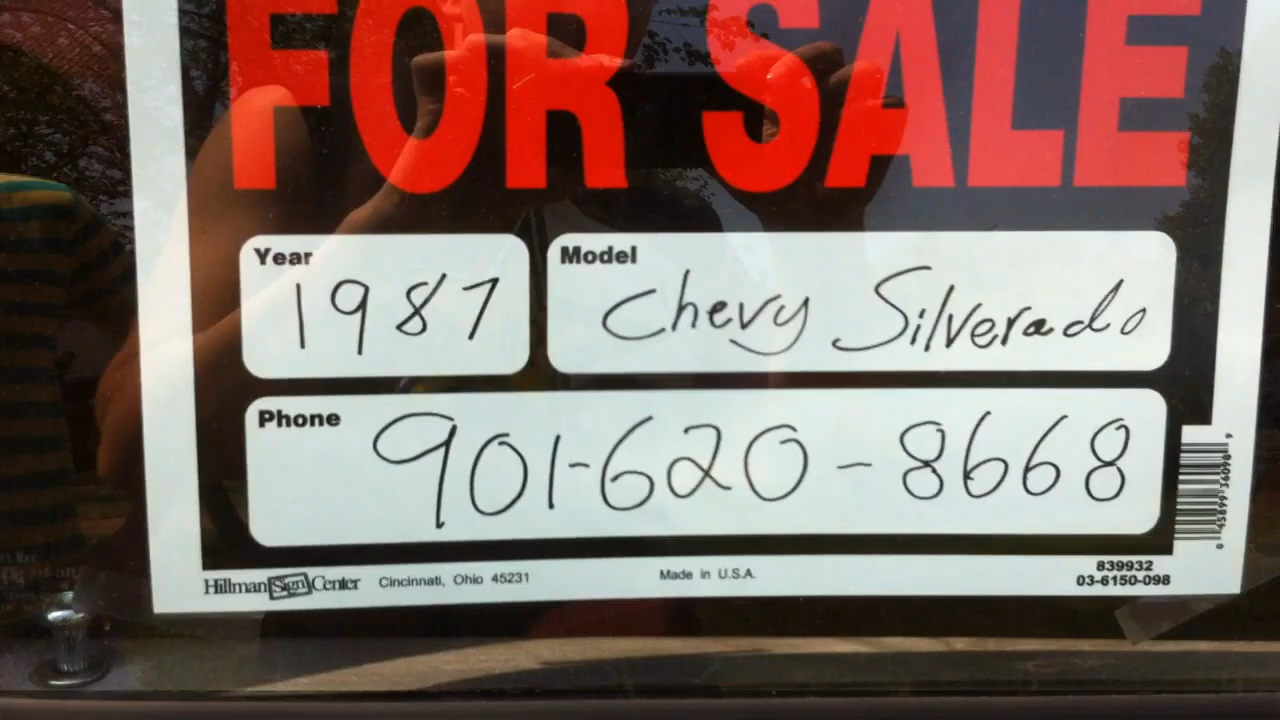 FOR SALE
Year
1987
Model
Chevy Silverado
Phone
901-620-8668
Hillman Sign Center Cincinnati, Ohio 45231
Made in U.S.A.
839932
03-6150-098